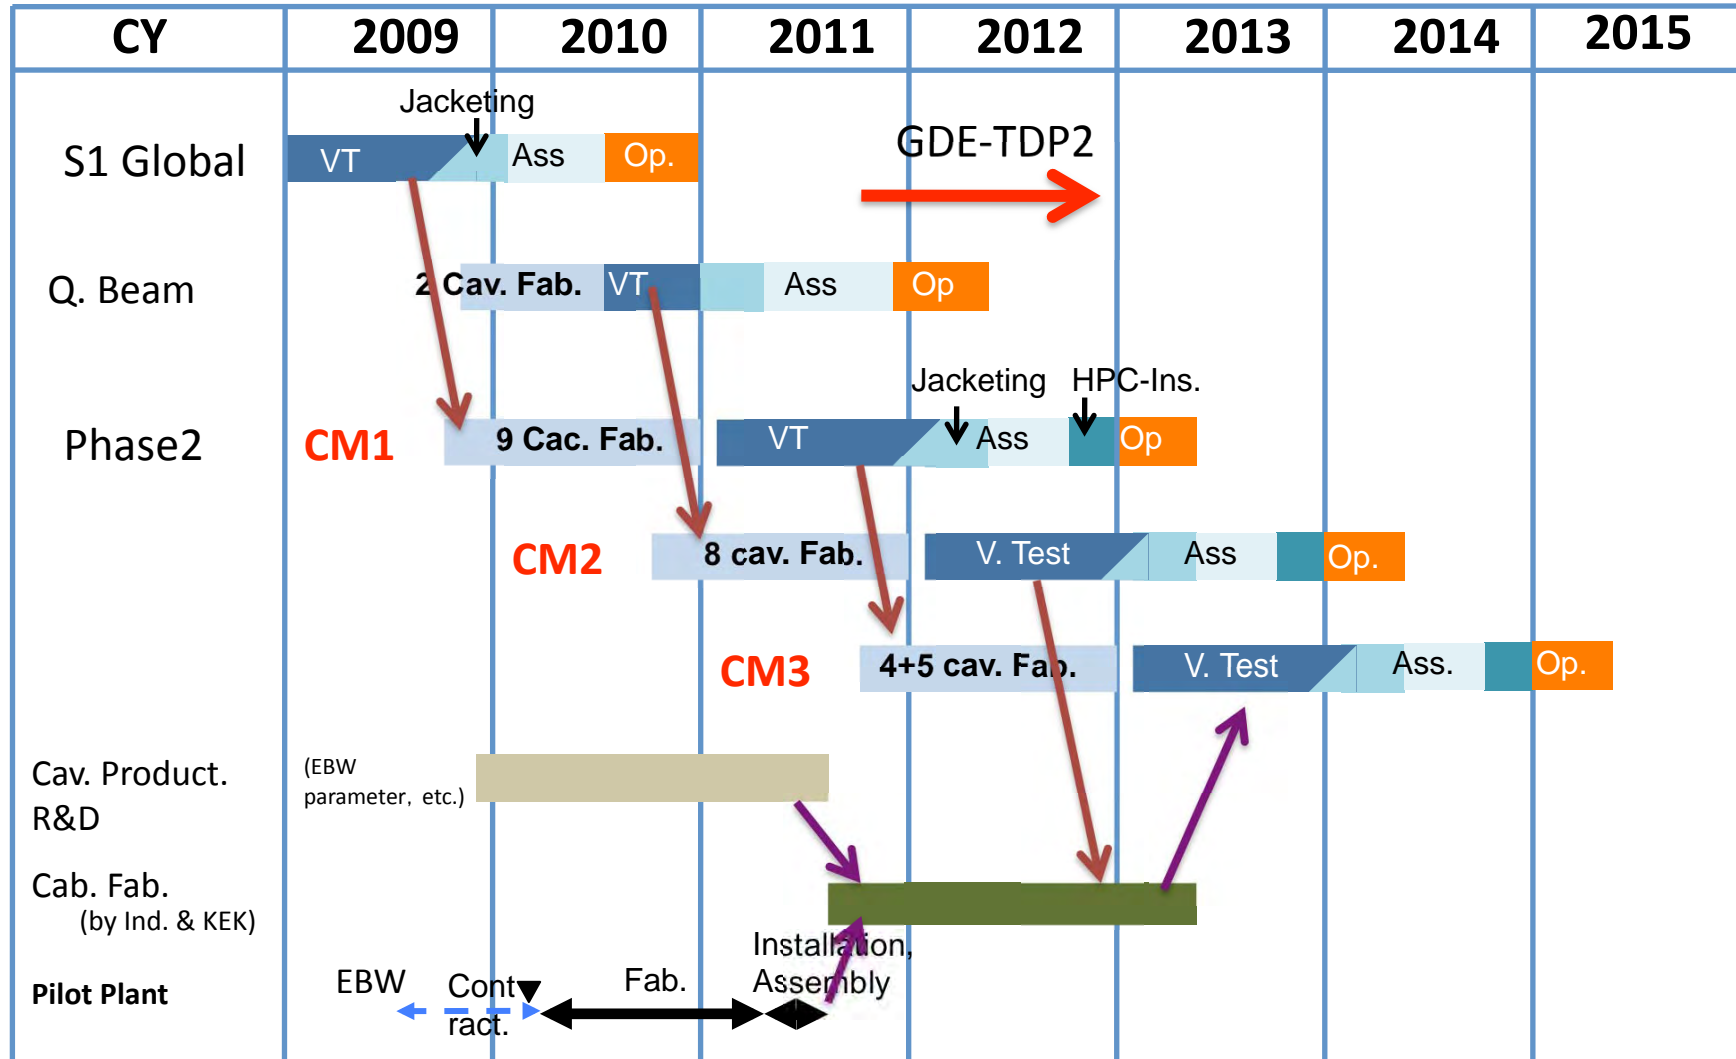 CY 2009 2010 2011 2012 2013 2014 2015
Jacketing
S1 Global VT Ass Op. GDE-TDP2
Q. Beam 2 Cav. Fab. VT Ass Op
Jacketing HPC-Ins.
Phase2 CM1 9 Cac. Fab. VT Ass Op
CM2 8 cav. Fab. V. Test Ass Op.
CM3 4+5 cav. Fab. V. Test Ass. Op.
Cav. Product.
R&D
(EBW
parameter, etc.)
Cab. Fab.
(by Ind. & KEK)
Installation,
Assembly
Pilot Plant EBW Cont
ract.
Fab.